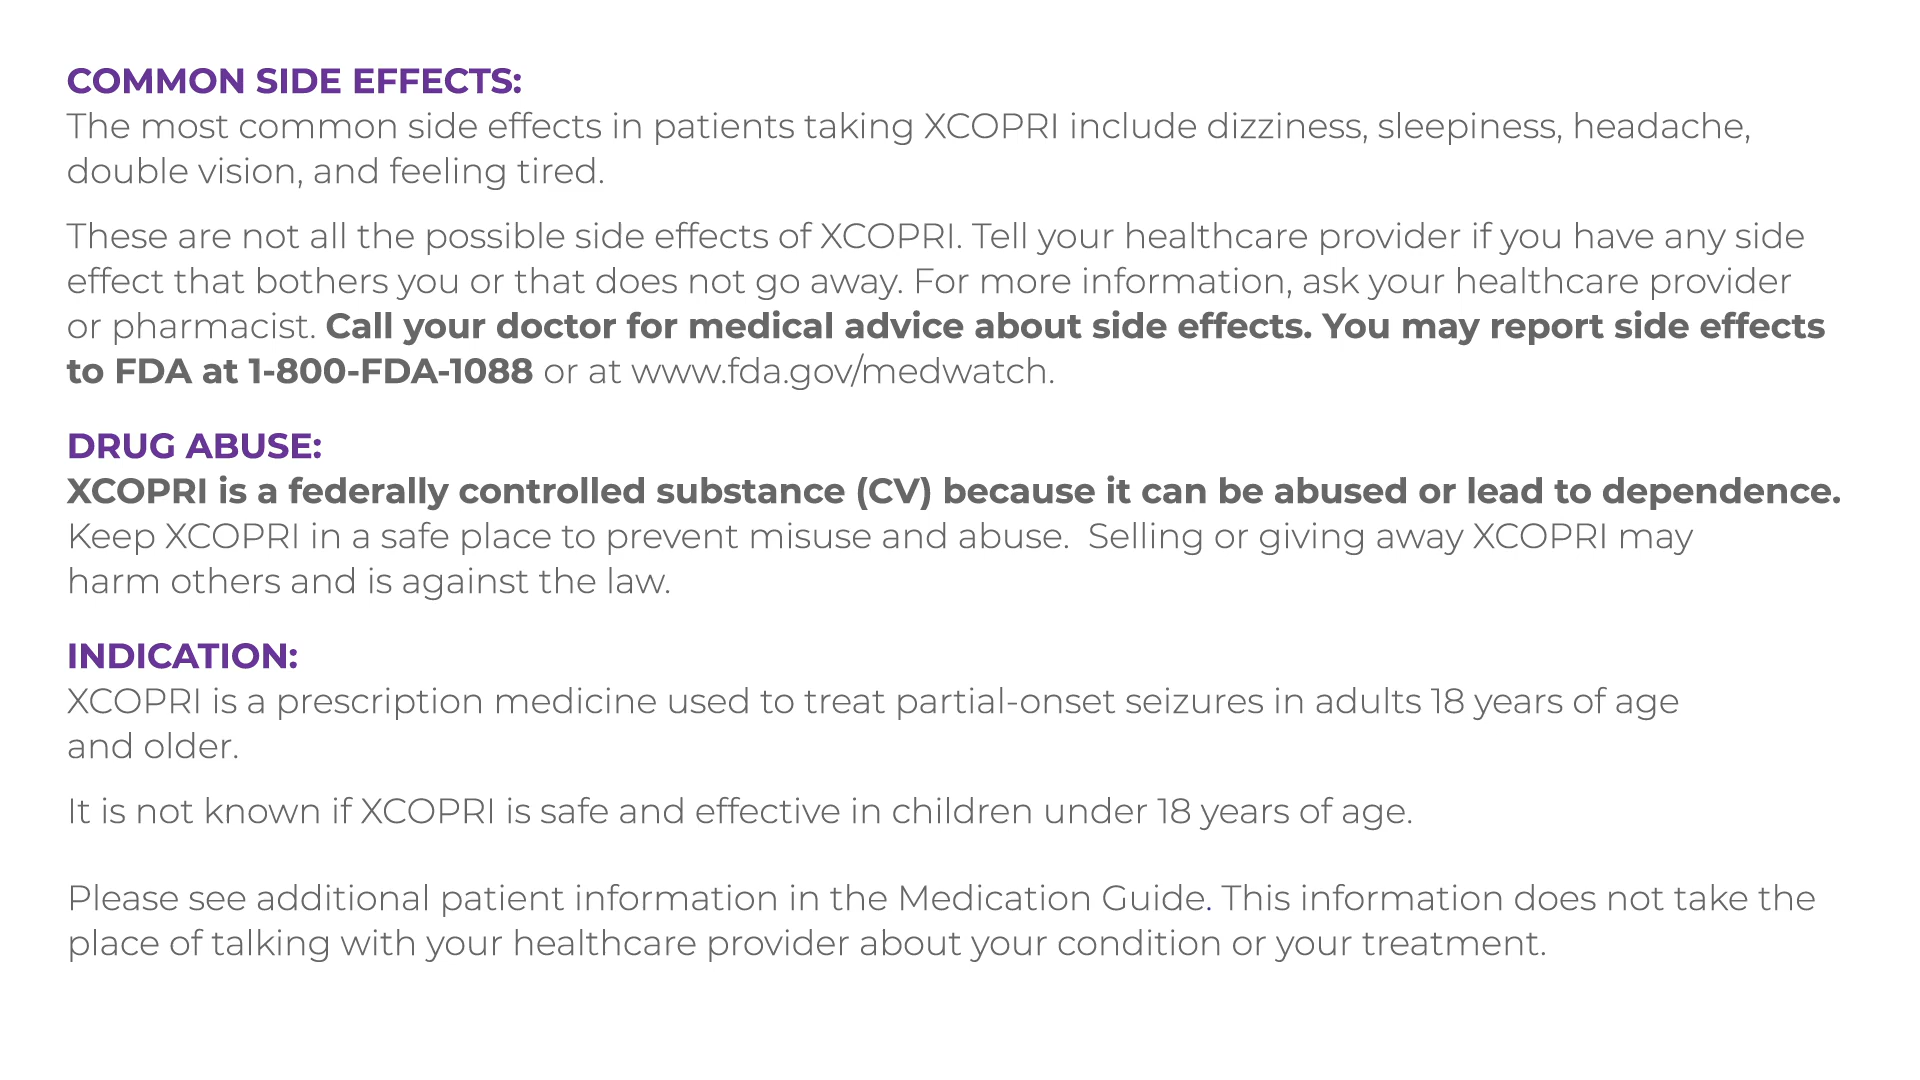 COMMON SIDE EFFECTS:
The most common side effects in patients taking XCOPRI include dizziness, sleepiness, headache,
double vision, and feeling tired.
These are not all the possible side effects of XCOPRI. Tell your healthcare provider if you have any side
effect that bothers you or that does not go away. For more information, ask your healthcare provider
or pharmacist. Call your doctor for medical advice about side effects. You may report side effects
to FDA at 1-800-FDA-1088 or at www.fda.gov/medwatch.
DRUG ABUSE:
XCOPRI is a federally controlled substance (CV) because it can be abused or lead to dependence.
Keep XCOPRI in a safe place to prevent misuse and abuse.  Selling or giving away XCOPRI may
harm others and is against the law.
INDICATION:
XCOPRI is a prescription medicine used to treat partial-onset seizures in adults 18 years of age
and older.
It is not known if XCOPRI is safe and effective in children under 18 years of age.
Please see additional patient information in the Medication Guide. This information does not take the
place of talking with your healthcare provider about your condition or your treatment.